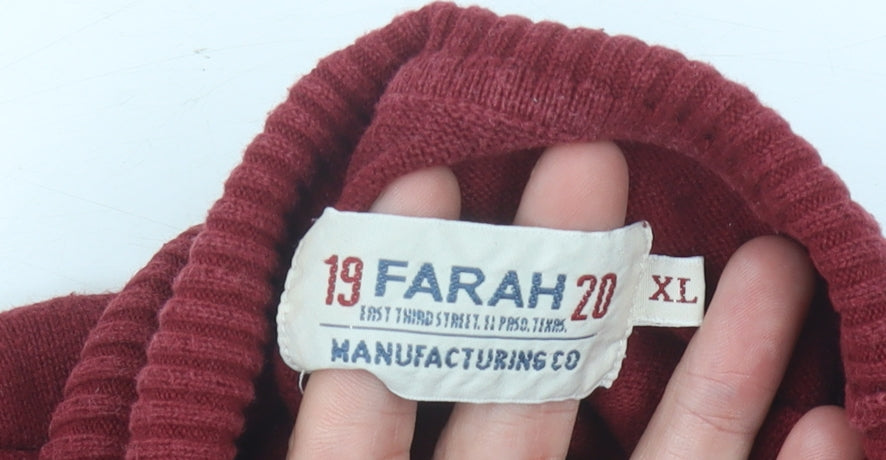 19 FARAH 20
EAST THIRD STREET. El PASO, TEXAS.
MANUFACTURING CO
XL